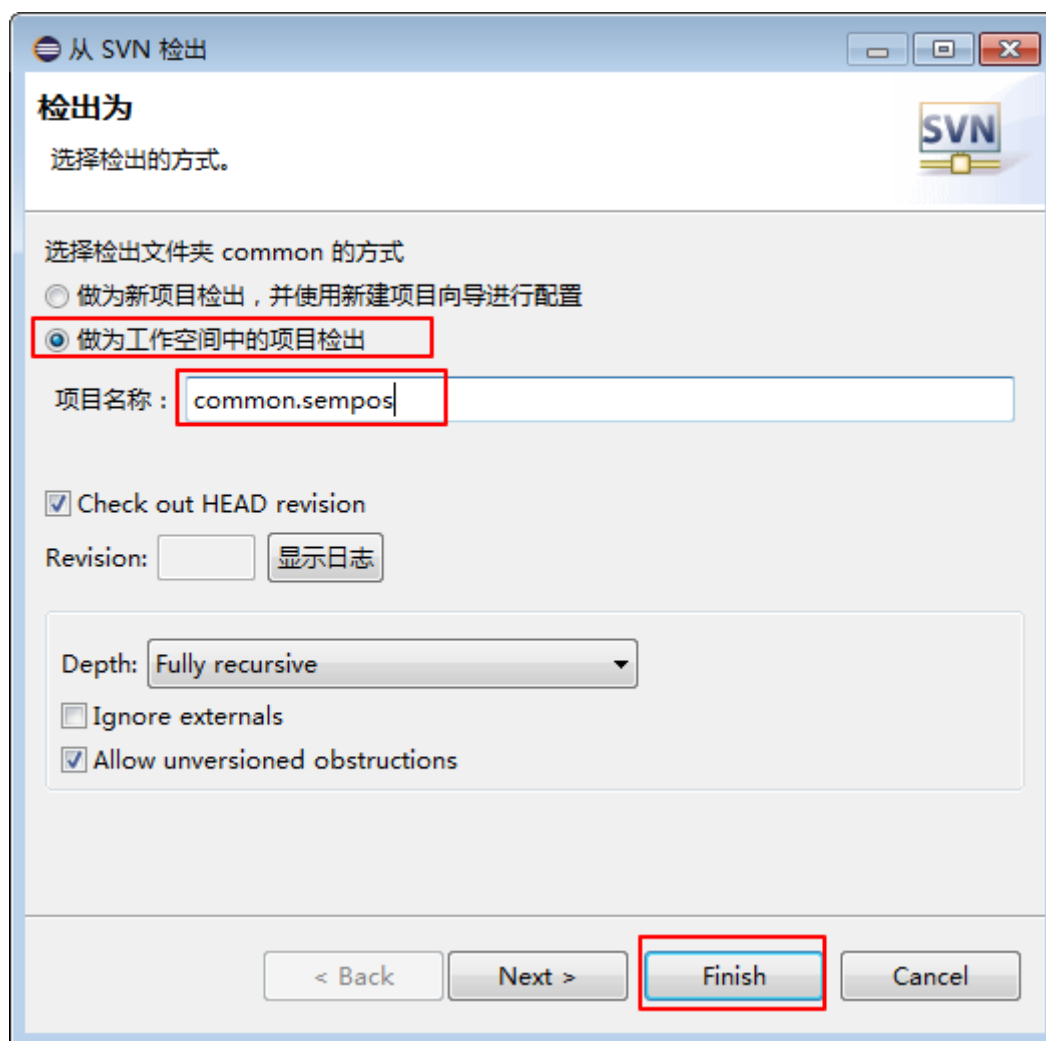 从 SVN 检出
检出为
SVN
选择检出的方式。
选择检出文件夹 common 的方式
做为新项目检出，并使用新建项目向导进行配置
做为工作空间中的项目检出
项目名称： common.sempos
Check out HEAD revision
Revision: 显示日志
Depth: Fully recursive
Ignore externals
Allow unversioned obstructions
< Back Next > Finish Cancel